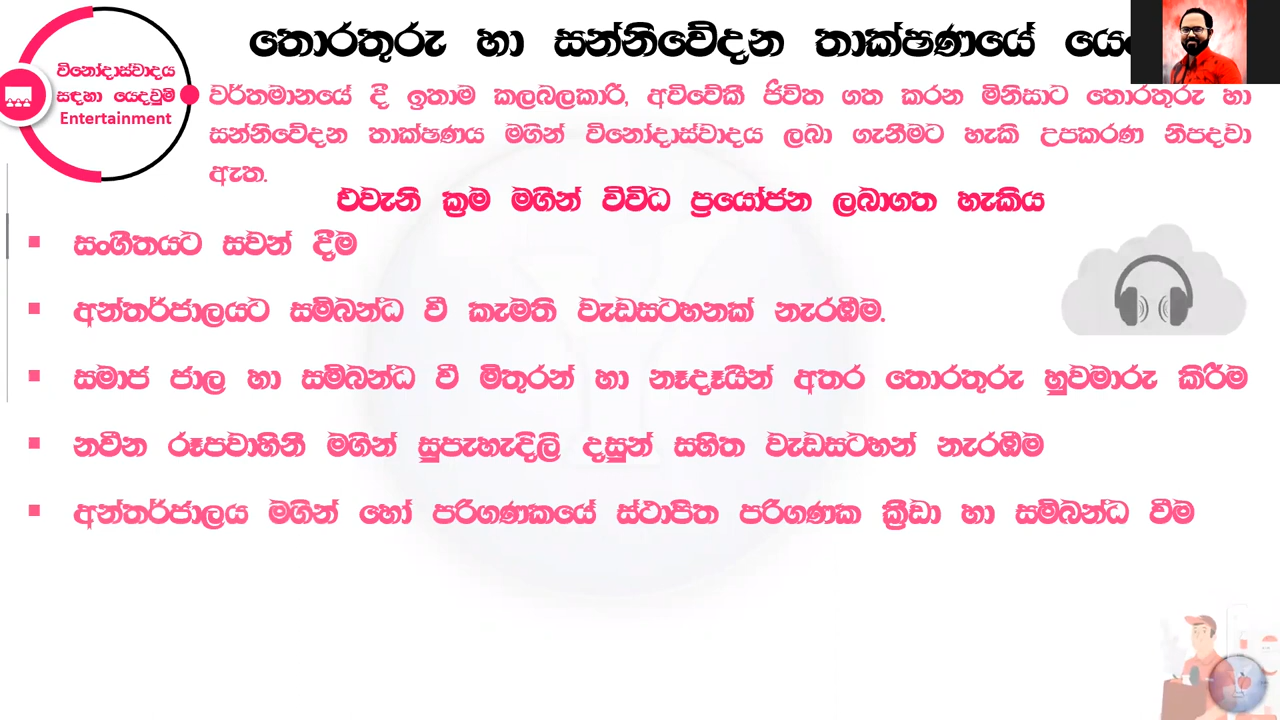 තොරතුරු හා සන්නිවේදන තාක්ෂණයේ
විනෝදාස්වාදය
සඳහා යෙදවුම්
Entertainment
වර්තමානයේ දී ඉතාම කලබලකාරී, අවිවේකී ජීවිත ගත කරන මිනිසාට තොරතුරු හා
සන්නිවේදන තාක්ෂණය මගින් විනෝදාස්වාදය ලබා ගැනීමට හැකි උපකරණ නිපදවා
ඇත.
එවැනි ක්‍රම මගින් විවිධ ප්‍රයෝජන ලබාගත හැකිය
▪ සංගීතයට සවන් දීම
▪ අන්තර්ජාලයට සම්බන්ධ වී කැමති වැඩසටහනක් නැරඹීම.
▪ සමාජ ජාල හා සම්බන්ධ වී මිතුරන් හා නෑදෑයින් අතර තොරතුරු හුවමාරු කිරීම
▪ නවීන රූපවාහිනී මගින් සුපැහැදිලි දසුන් සහිත වැඩසටහන් නැරඹීම
▪ අන්තර්ජාලය මගින් හෝ පරිගණකයේ ස්ථාපිත පරිගණක ක්‍රීඩා හා සම්බන්ධ වීම